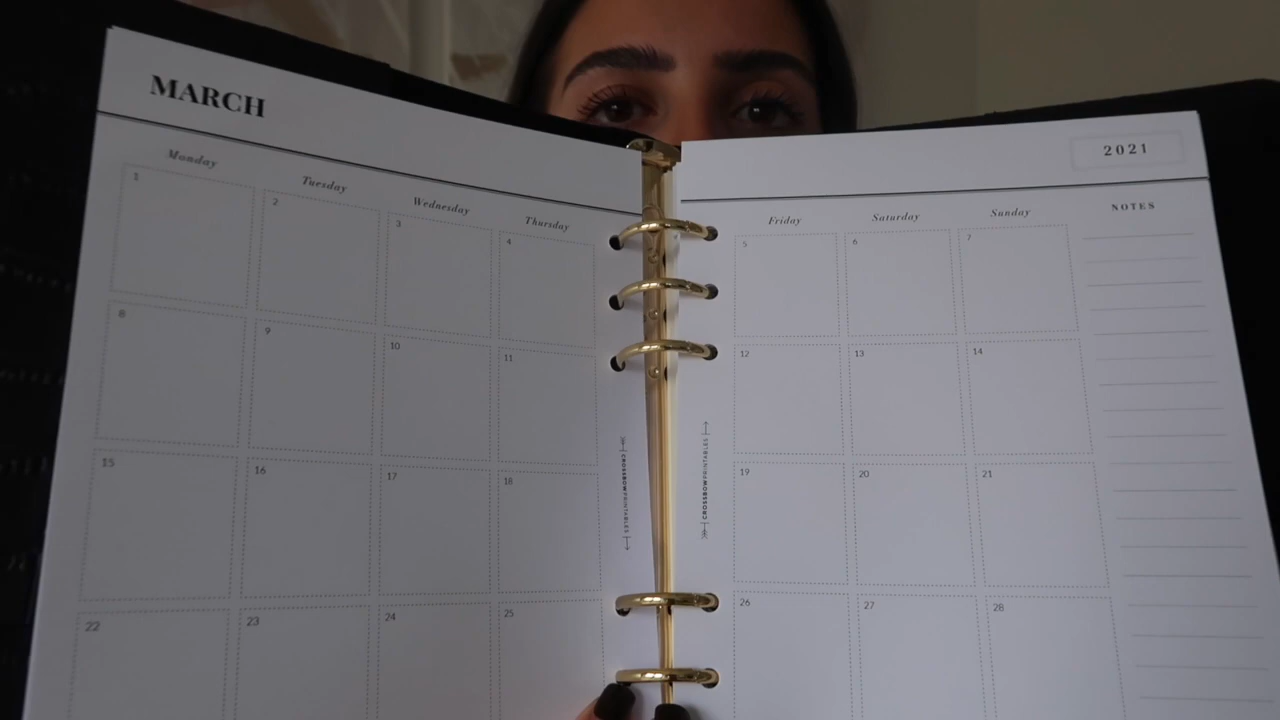 MARCH
Monday Tuesday Wednesday Thursday
1 2 3 4
8 9 10 11
15 16 17 18
22 23 24 25
CROSSBOWPRINTABLES
2021
Friday Saturday Sunday NOTES
5 6 7
12 13 14
19 20 21
26 27 28
CROSSBOWPRINTABLES